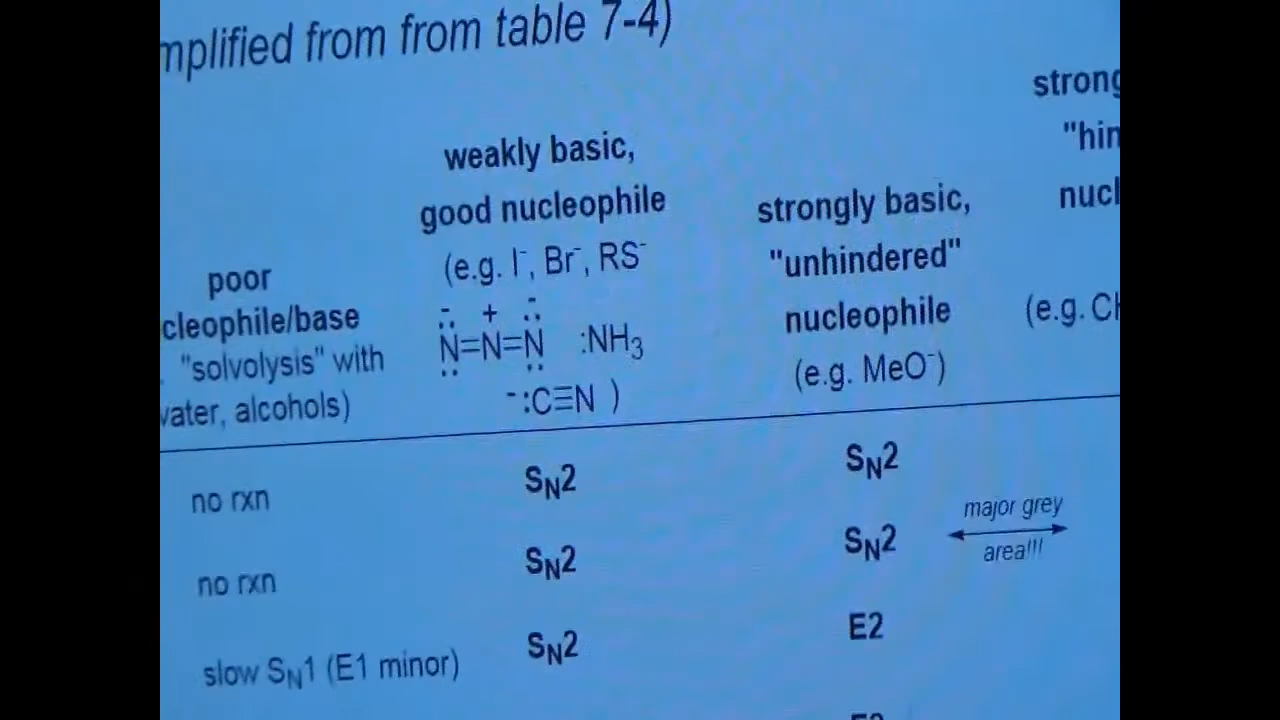 mplified from from table 7-4)
poor
cleophile/base
. "solvolysis" with
vater, alcohols)
weakly basic,
good nucleophile
(e.g. I⁻, Br⁻, RS⁻
N=N=N :NH₃
⁻:C≡N )
strongly basic,
"unhindered"
nucleophile
(e.g. MeO⁻)
strong
"hin
nucl
(e.g. CH
no rxn SN2 SN2
major grey
area!!!
no rxn SN2 SN2
slow SN1 (E1 minor) SN2 E2